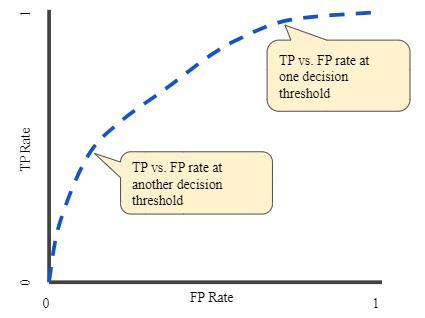 1
TP vs. FP rate at
one decision
threshold
TP Rate
TP vs. FP rate at
another decision
threshold
0
0
FP Rate
1